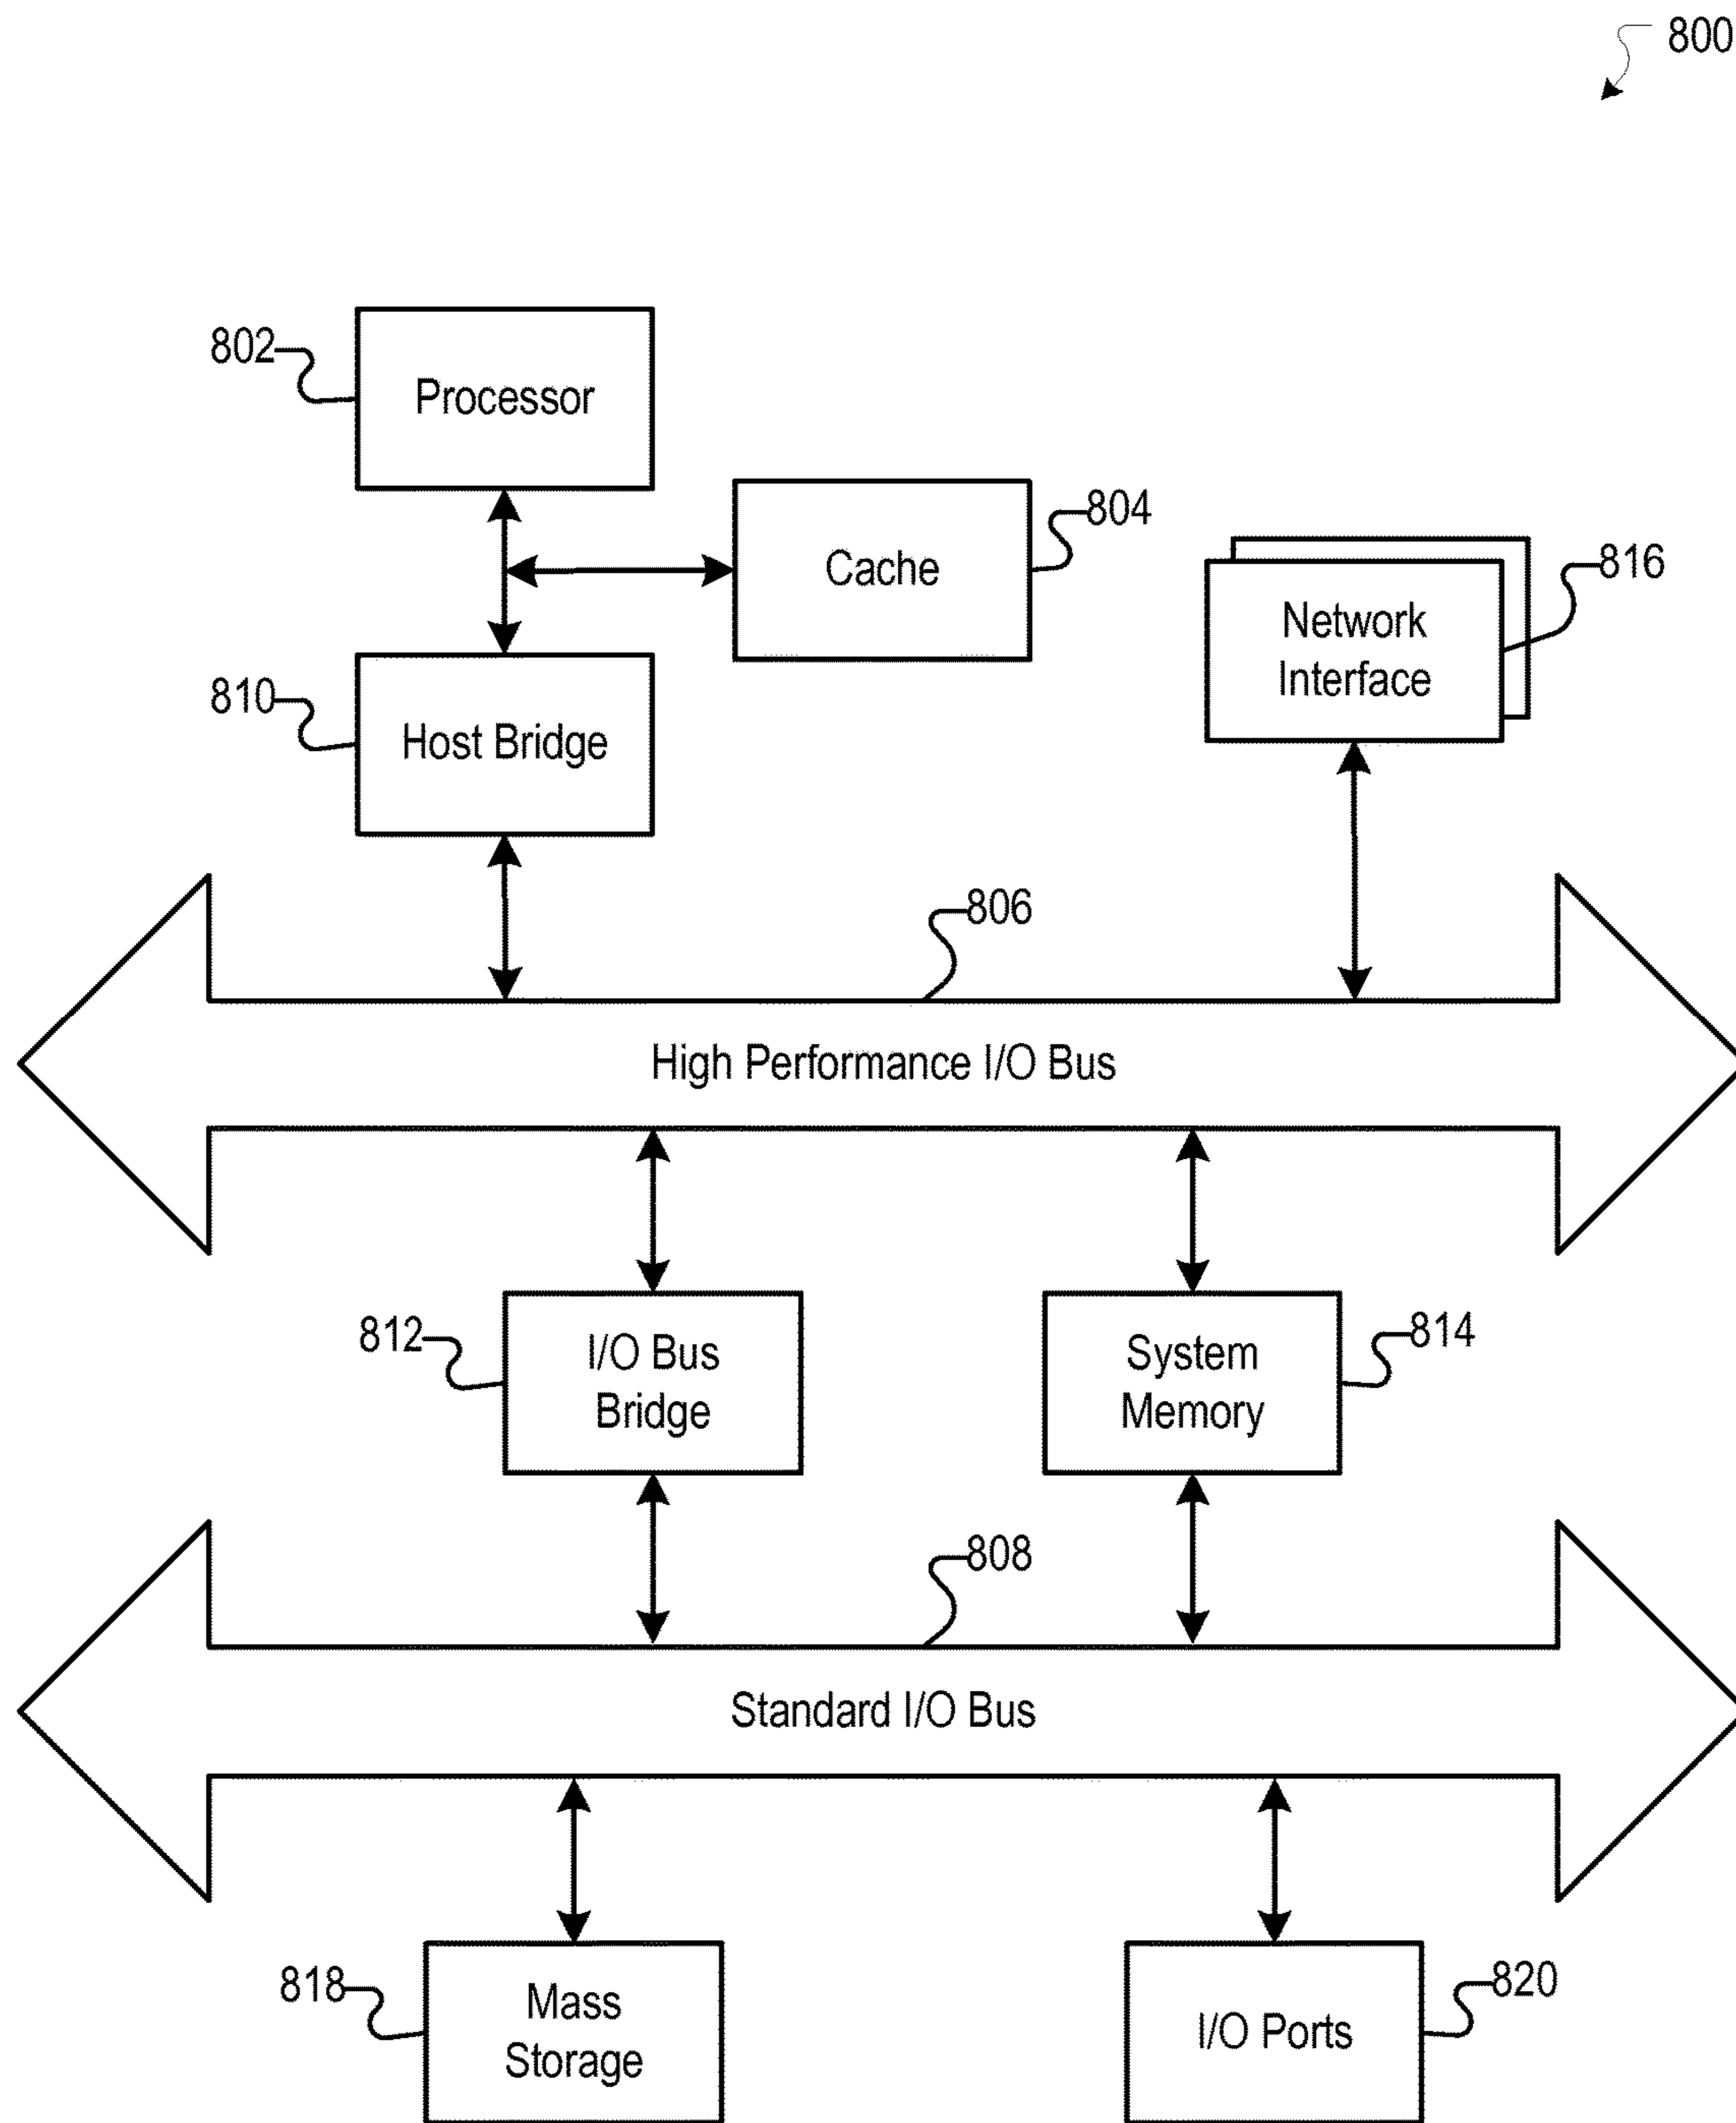 800
802
Processor
804
Cache
816
Network
Interface
810
Host Bridge
806
High Performance I/O Bus
812
I/O Bus
Bridge
814
System
Memory
808
Standard I/O Bus
818
Mass
Storage
820
I/O Ports